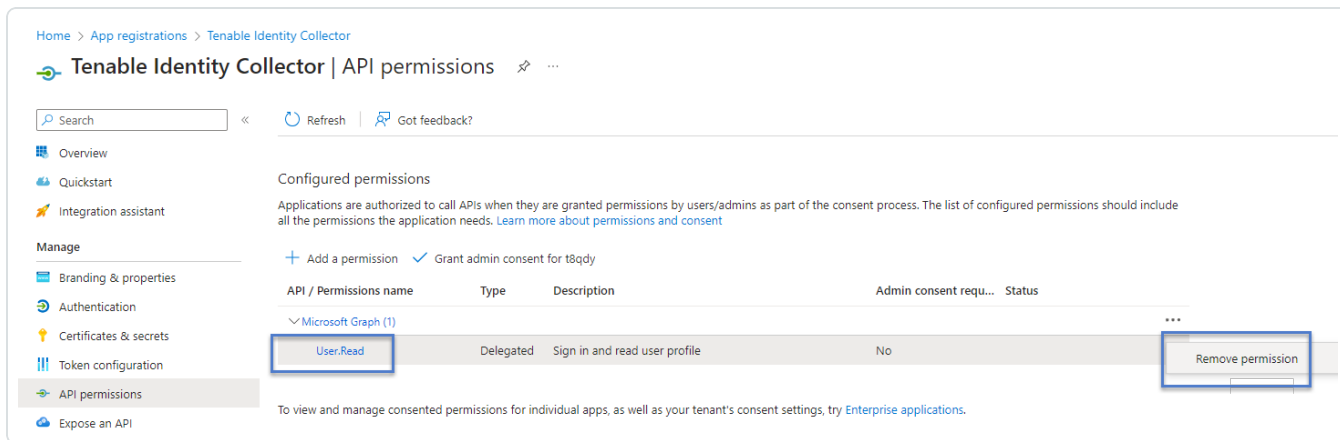 Home > App registrations > Tenable Identity Collector
Tenable Identity Collector | API permissions
Search
Refresh
Got feedback?
Overview
Quickstart
Integration assistant
Manage
Branding & properties
Authentication
Certificates & secrets
Token configuration
API permissions
Expose an API
Configured permissions
Applications are authorized to call APIs when they are granted permissions by users/admins as part of the consent process. The list of configured permissions should include
all the permissions the application needs. Learn more about permissions and consent
Add a permission Grant admin consent for t8qdy
API / Permissions name Type Description Admin consent requ... Status
Microsoft Graph (1)
User.Read Delegated Sign in and read user profile No
Remove permission
To view and manage consented permissions for individual apps, as well as your tenant's consent settings, try Enterprise applications.